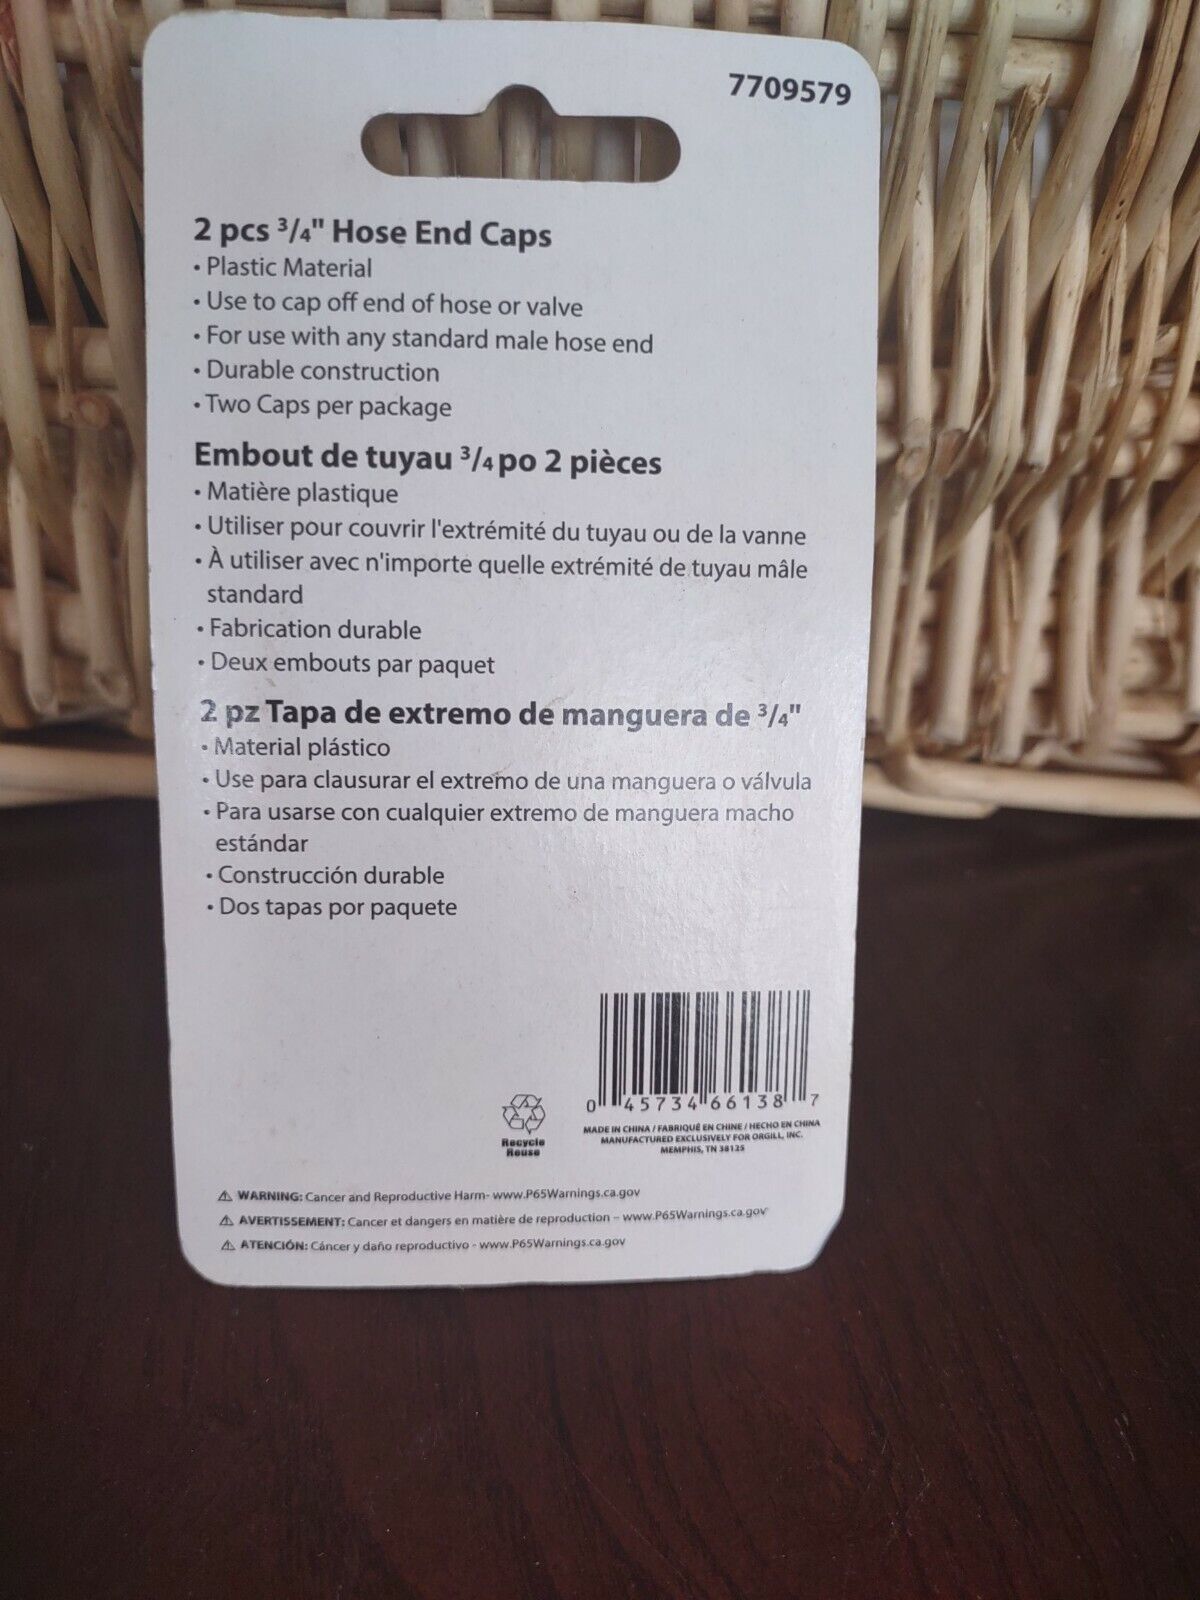 7709579
2 pcs ³/₄" Hose End Caps
• Plastic Material
• Use to cap off end of hose or valve
• For use with any standard male hose end
• Durable construction
• Two Caps per package
Embout de tuyau ³/₄ po 2 pièces
• Matière plastique
• Utiliser pour couvrir l'extrémité du tuyau ou de la vanne
• À utiliser avec n'importe quelle extrémité de tuyau mâle
standard
• Fabrication durable
• Deux embouts par paquet
2 pz Tapa de extremo de manguera de ³/₄"
• Material plástico
• Use para clausurar el extremo de una manguera o válvula
• Para usarse con cualquier extremo de manguera macho
estándar
• Construcción durable
• Dos tapas por paquete
0 45734 66138 7
Recycle
Reuse
MADE IN CHINA / FABRIQUÉ EN CHINE / HECHO EN CHINA
MANUFACTURED EXCLUSIVELY FOR ORGILL, INC.
MEMPHIS, TN 38125
⚠ WARNING: Cancer and Reproductive Harm- www.P65Warnings.ca.gov
⚠ AVERTISSEMENT: Cancer et dangers en matière de reproduction – www.P65Warnings.ca.gov
⚠ ATENCIÓN: Cáncer y daño reproductivo - www.P65Warnings.ca.gov